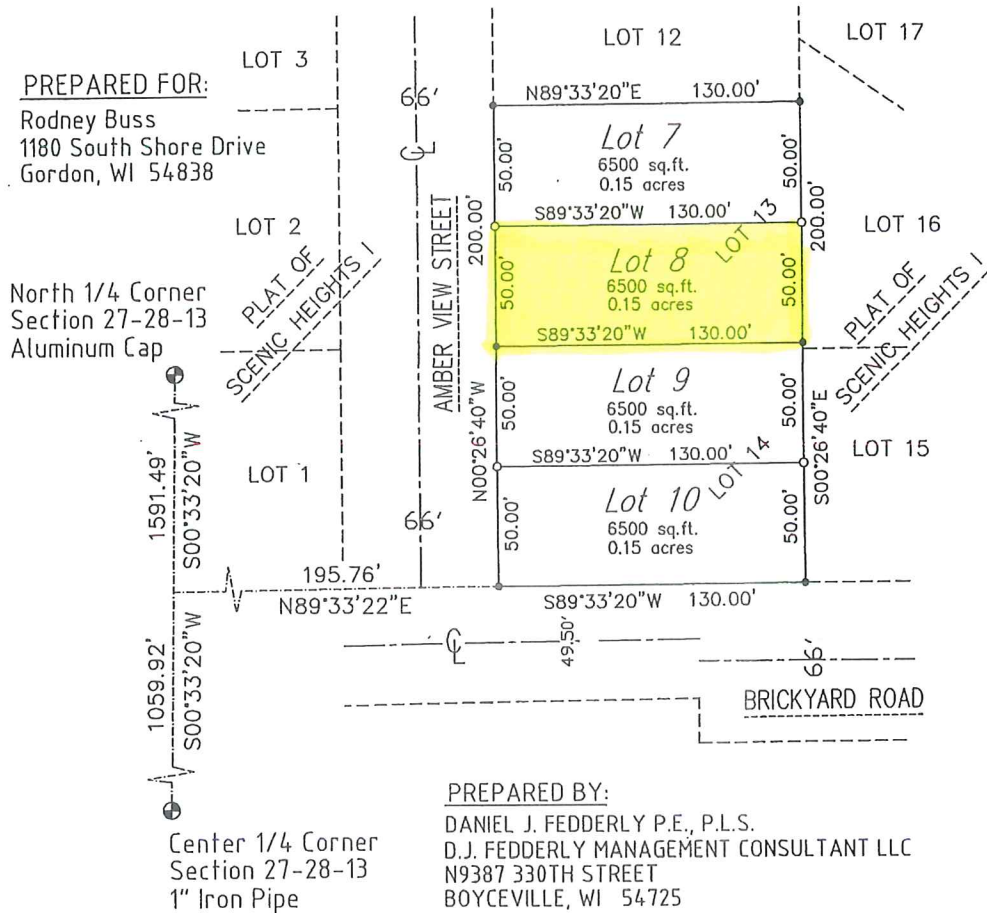 LOT 3
LOT 12
LOT 17
PREPARED FOR:
Rodney Buss
1180 South Shore Drive
Gordon, WI 54838
66'
CL
N89°33'20"E 130.00'
Lot 7
6500 sq.ft.
0.15 acres
50.00'
50.00'
S89°33'20"W 130.00'
200.00'
200.00'
LOT 13
LOT 2
LOT 16
PLAT OF
SCENIC HEIGHTS I
AMBER VIEW STREET
Lot 8
6500 sq.ft.
0.15 acres
50.00'
50.00'
S89°33'20"W 130.00'
PLAT OF
SCENIC HEIGHTS I
North 1/4 Corner
Section 27-28-13
Aluminum Cap
1591.49'
S00°33'20"W
LOT 1
N00°26'40"W
Lot 9
6500 sq.ft.
0.15 acres
50.00'
50.00'
S89°33'20"W 130.00'
LOT 14
S00°26'40"E
LOT 15
66'
Lot 10
6500 sq.ft.
0.15 acres
50.00'
50.00'
195.76'
N89°33'22"E
S89°33'20"W 130.00'
1059.92'
S00°33'20"W
CL
49.50'
66'
BRICKYARD ROAD
Center 1/4 Corner
Section 27-28-13
1" Iron Pipe
PREPARED BY:
DANIEL J. FEDDERLY P.E., P.L.S.
D.J. FEDDERLY MANAGEMENT CONSULTANT LLC
N9387 330TH STREET
BOYCEVILLE, WI 54725